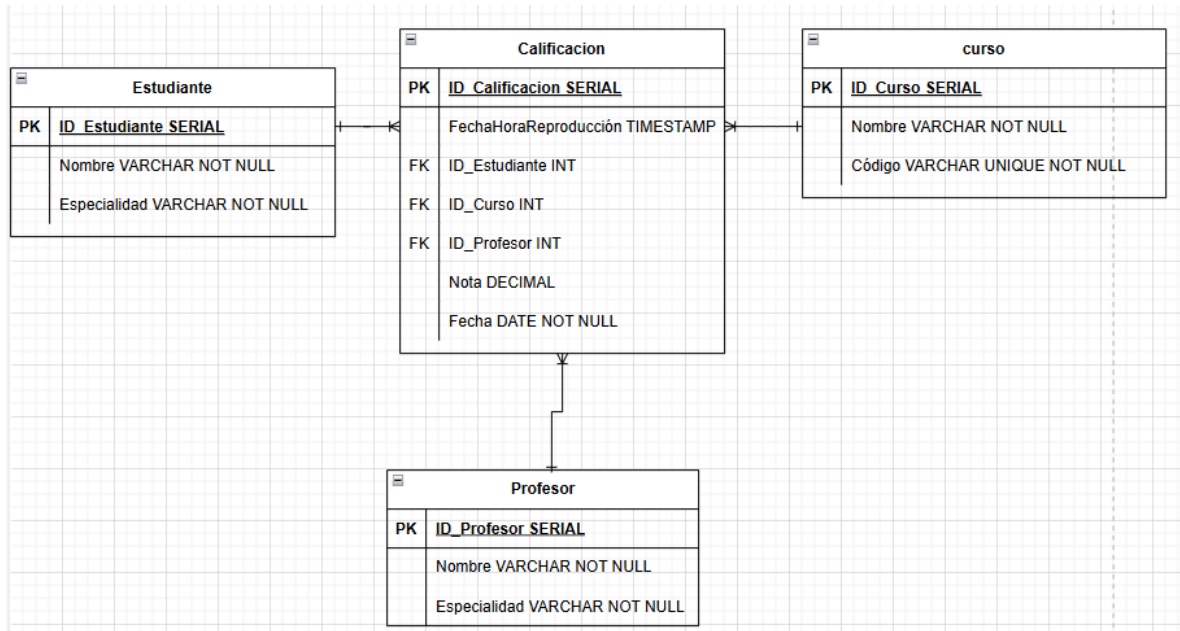 Estudiante
PK ID_Estudiante SERIAL
Nombre VARCHAR NOT NULL
Especialidad VARCHAR NOT NULL
Calificacion
PK ID_Calificacion SERIAL
FechaHoraReproducción TIMESTAMP
FK ID_Estudiante INT
FK ID_Curso INT
FK ID_Profesor INT
Nota DECIMAL
Fecha DATE NOT NULL
curso
PK ID_Curso SERIAL
Nombre VARCHAR NOT NULL
Código VARCHAR UNIQUE NOT NULL
Profesor
PK ID_Profesor SERIAL
Nombre VARCHAR NOT NULL
Especialidad VARCHAR NOT NULL